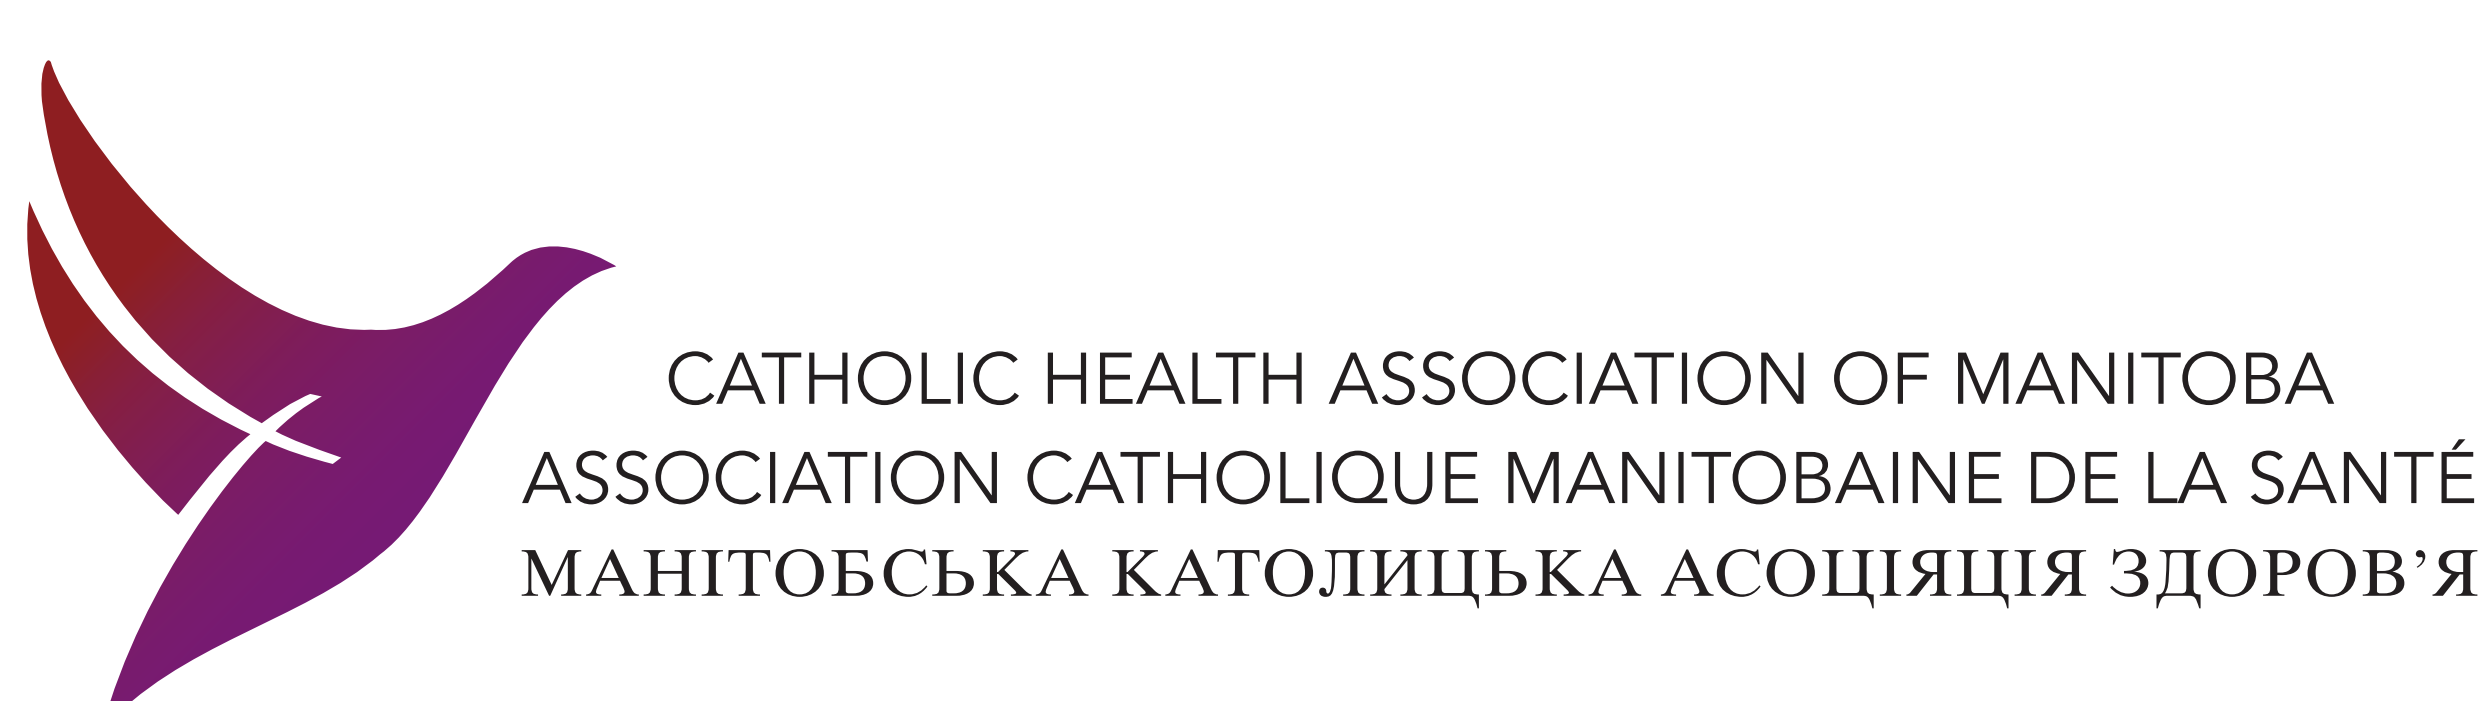 CATHOLIC HEALTH ASSOCIATION OF MANITOBA
ASSOCIATION CATHOLIQUE MANITOBAINE DE LA SANTÉ
МАНІТОБСЬКА КАТОЛИЦЬКА АСОЦІЯЦІЯ ЗДОРОВ’Я